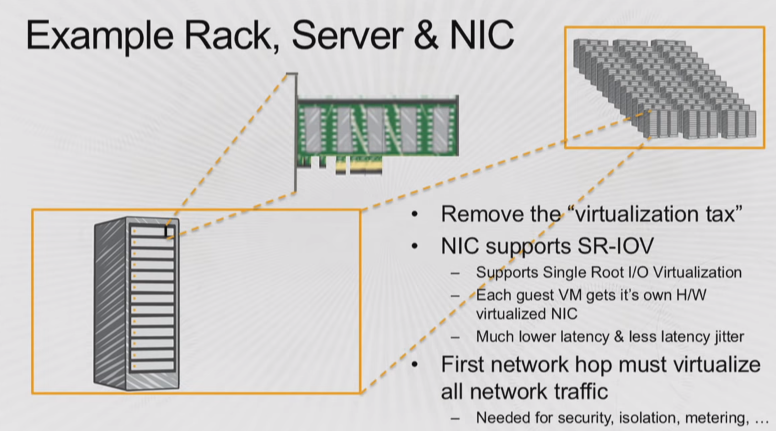 Example Rack, Server & NIC
• Remove the “virtualization tax”
• NIC supports SR-IOV
– Supports Single Root I/O Virtualization
– Each guest VM gets it’s own H/W
virtualized NIC
– Much lower latency & less latency jitter
• First network hop must virtualize
all network traffic
– Needed for security, isolation, metering, …